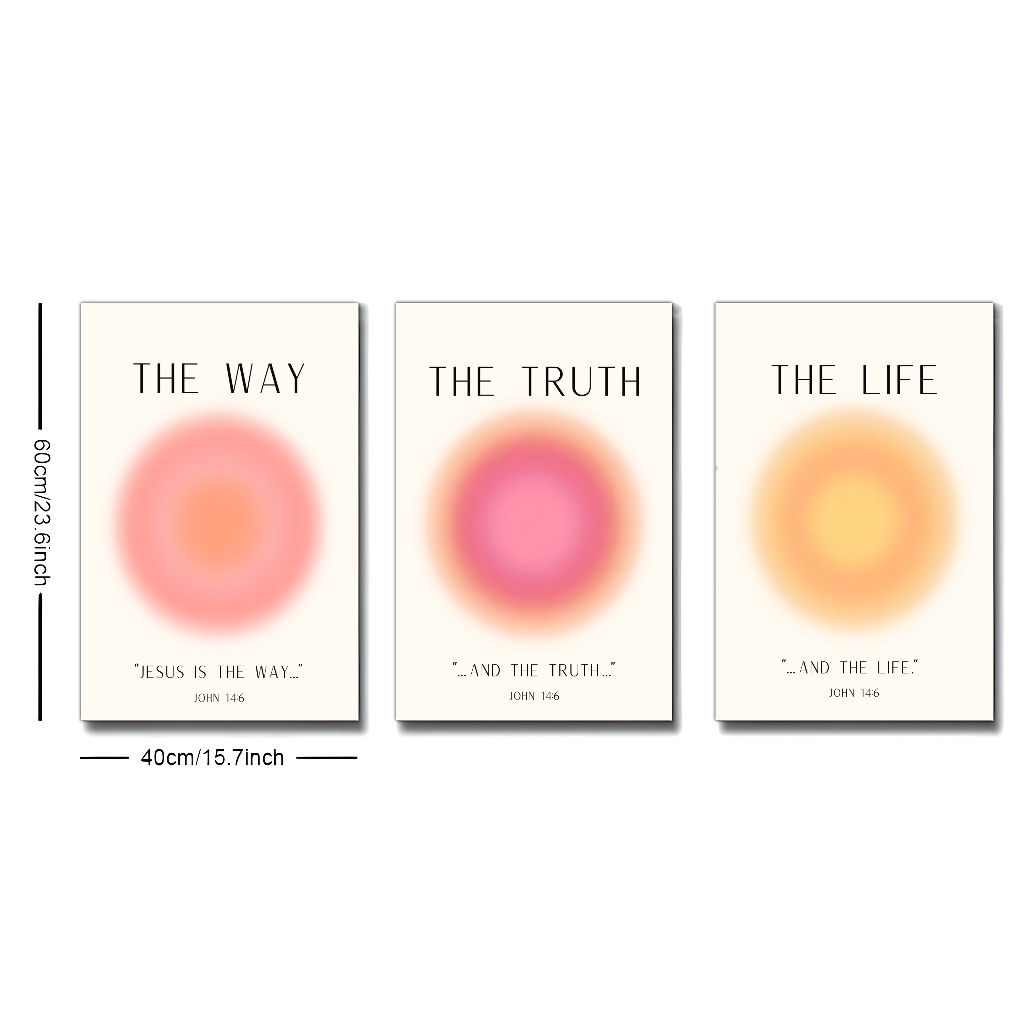 THE WAY
"JESUS IS THE WAY..."
JOHN 14:6
THE TRUTH
"...AND THE TRUTH..."
JOHN 14:6
THE LIFE
"...AND THE LIFE."
JOHN 14:6
60cm/23.6inch
40cm/15.7inch